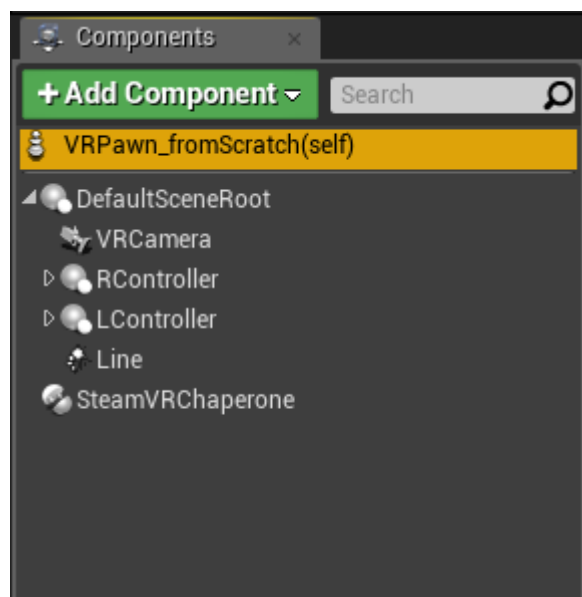 Components
+ Add Component
Search
VRPawn_fromScratch(self)
DefaultSceneRoot
VRCamera
RController
LController
Line
SteamVRChaperone